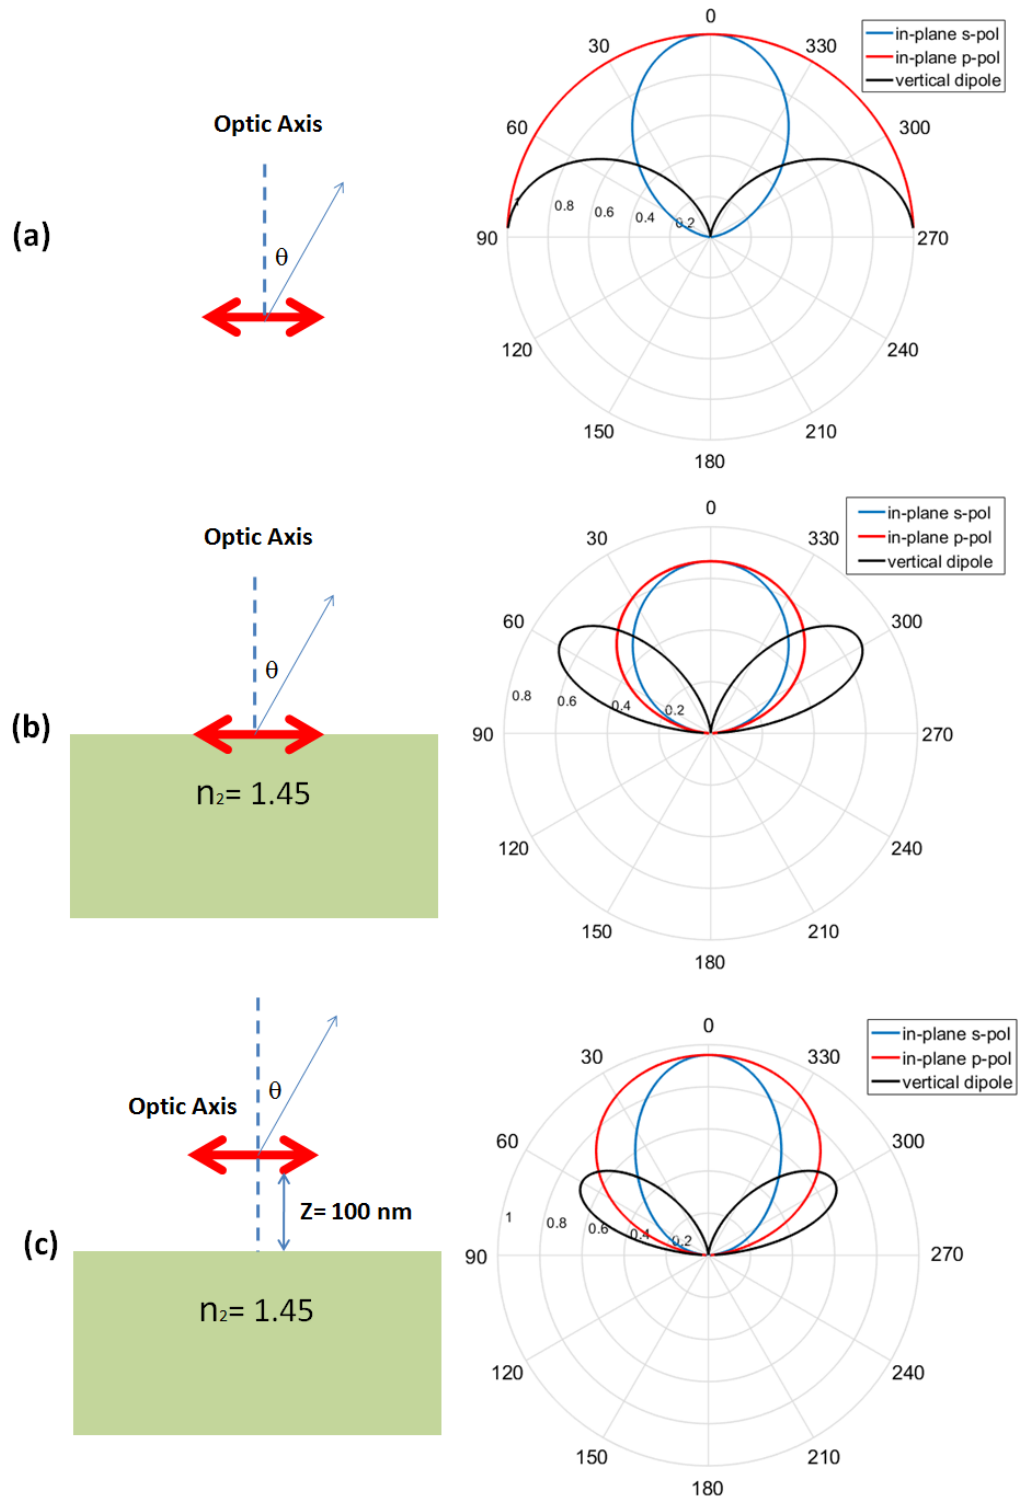 (a)
Optic Axis
θ
0
30
330
60
300
90
270
120
240
150
210
180
1
0.8
0.6
0.4
0.2
in-plane s-pol
in-plane p-pol
vertical dipole
(b)
Optic Axis
θ
n2= 1.45
0
30
330
60
300
90
270
120
240
150
210
180
0.8
0.6
0.4
0.2
in-plane s-pol
in-plane p-pol
vertical dipole
(c)
Optic Axis
θ
Z= 100 nm
n2= 1.45
0
30
330
60
300
90
270
120
240
150
210
180
1
0.8
0.6
0.4
0.2
in-plane s-pol
in-plane p-pol
vertical dipole